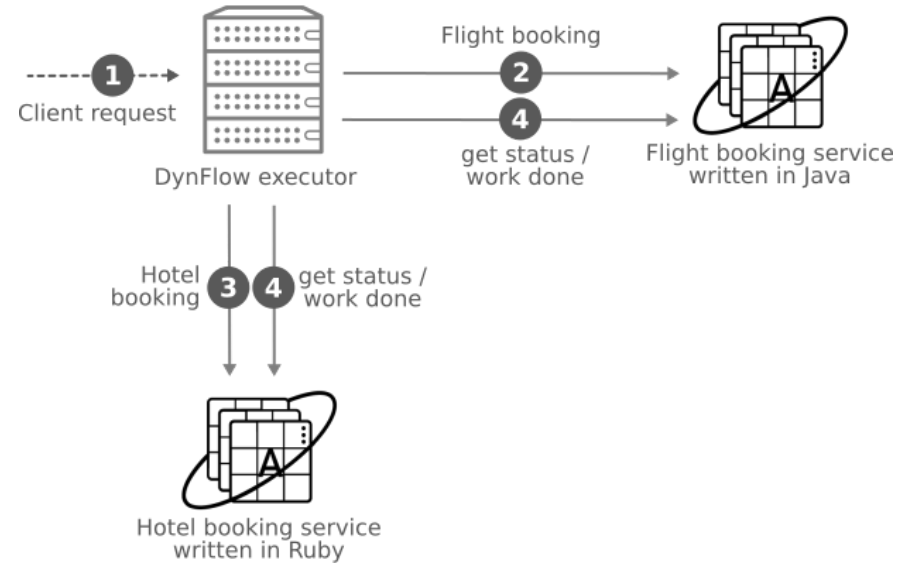 1
Client request
DynFlow executor
Flight booking
2
4
get status /
work done
A
Flight booking service
written in Java
Hotel
booking
3
4
get status /
work done
A
Hotel booking service
written in Ruby